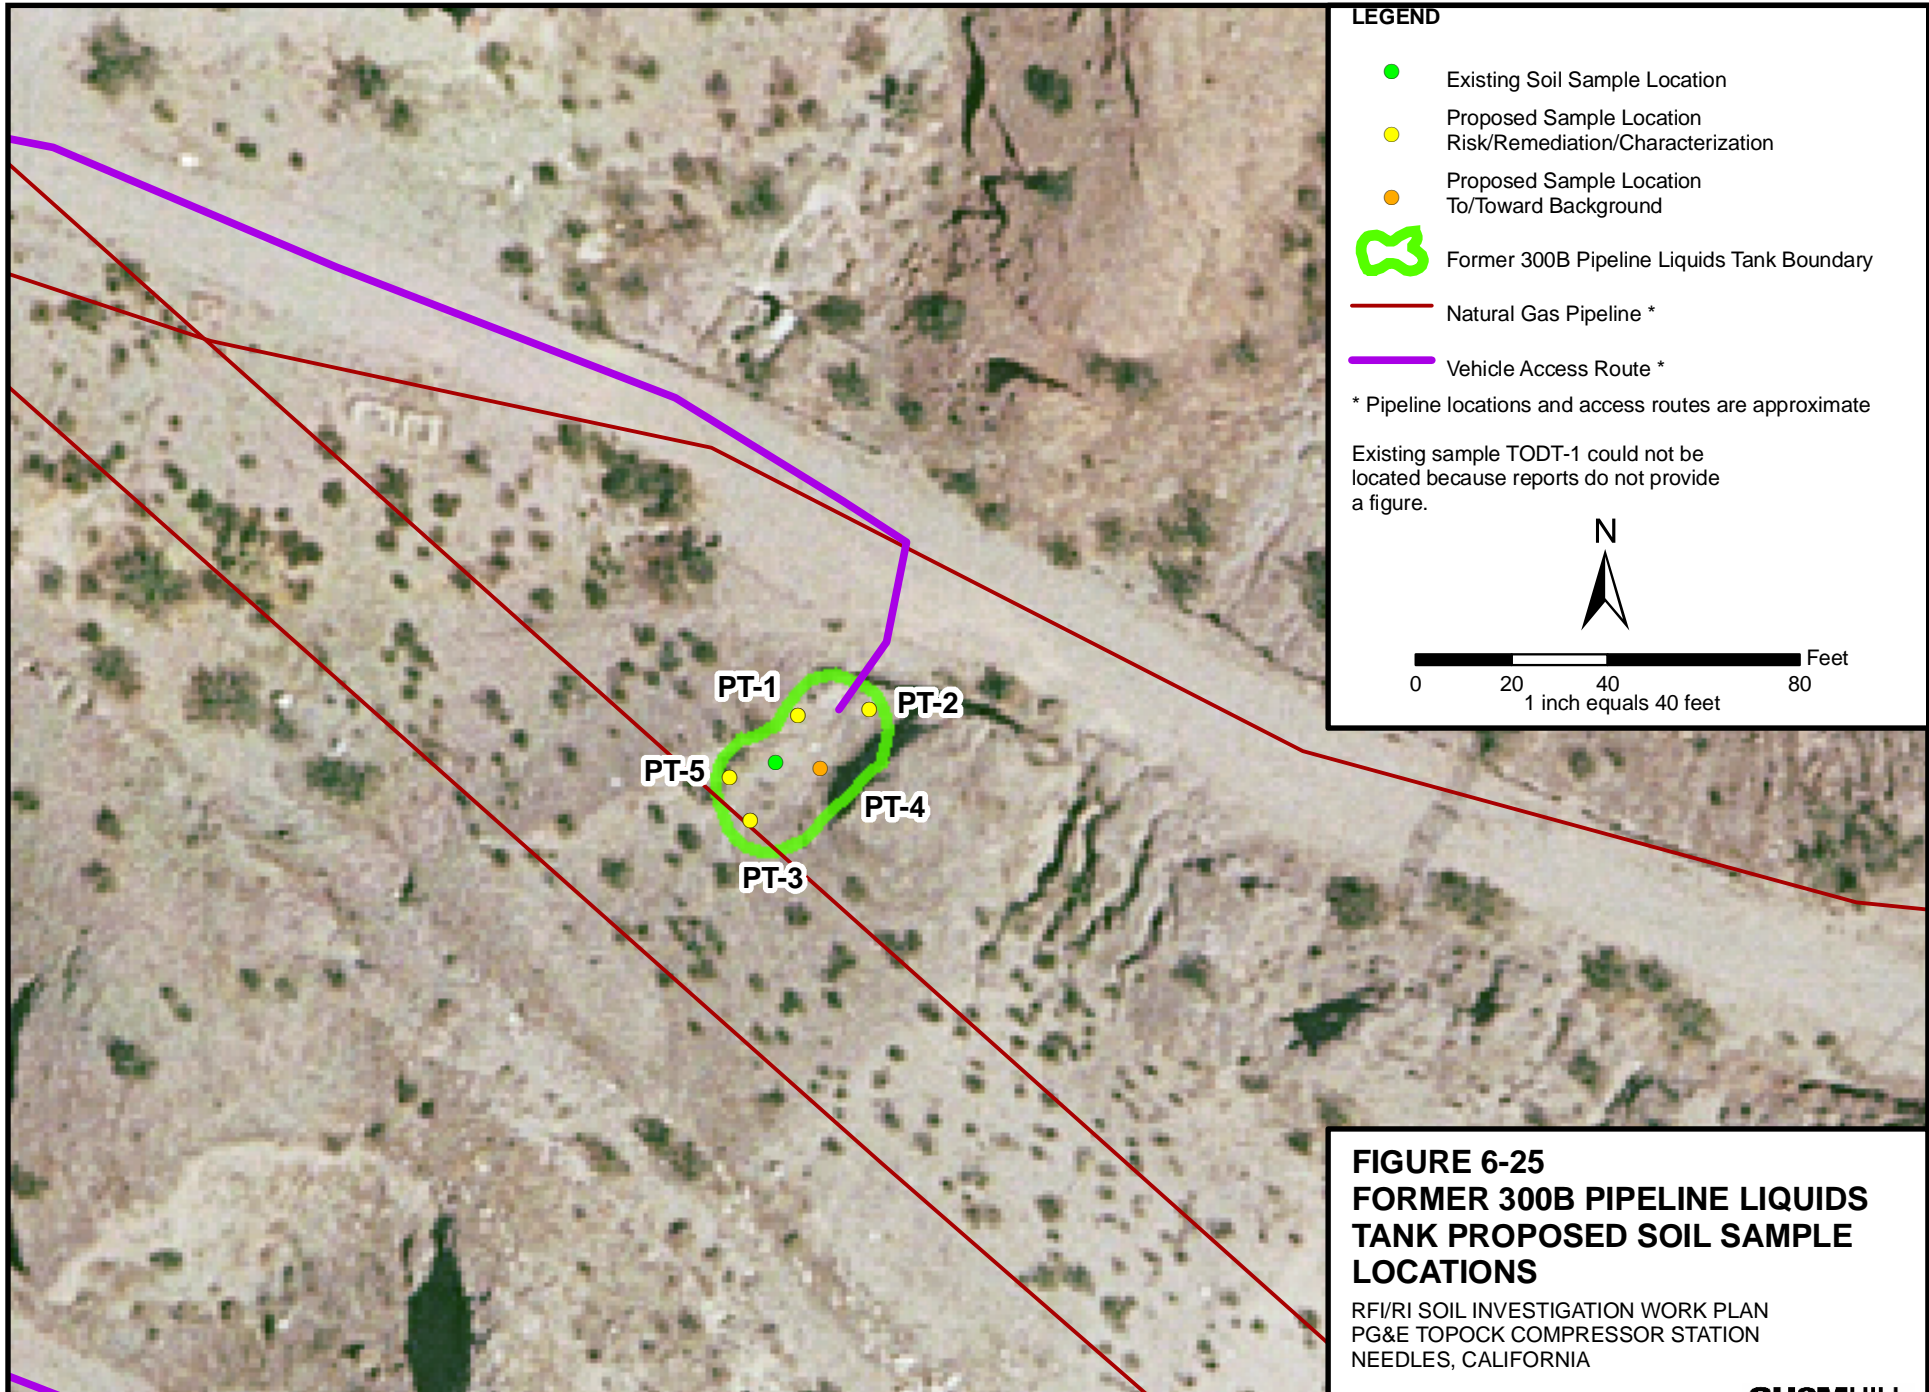 LEGEND
Existing Soil Sample Location
Proposed Sample Location
Risk/Remediation/Characterization
Proposed Sample Location
To/Toward Background
Former 300B Pipeline Liquids Tank Boundary
Natural Gas Pipeline *
Vehicle Access Route *
* Pipeline locations and access routes are approximate
Existing sample TODT-1 could not be
located because reports do not provide
a figure.
N
Feet
0 20 40 80
1 inch equals 40 feet
PT-1
PT-2
PT-5
PT-4
PT-3
FIGURE 6-25
FORMER 300B PIPELINE LIQUIDS
TANK PROPOSED SOIL SAMPLE
LOCATIONS
RFI/RI SOIL INVESTIGATION WORK PLAN
PG&E TOPOCK COMPRESSOR STATION
NEEDLES, CALIFORNIA